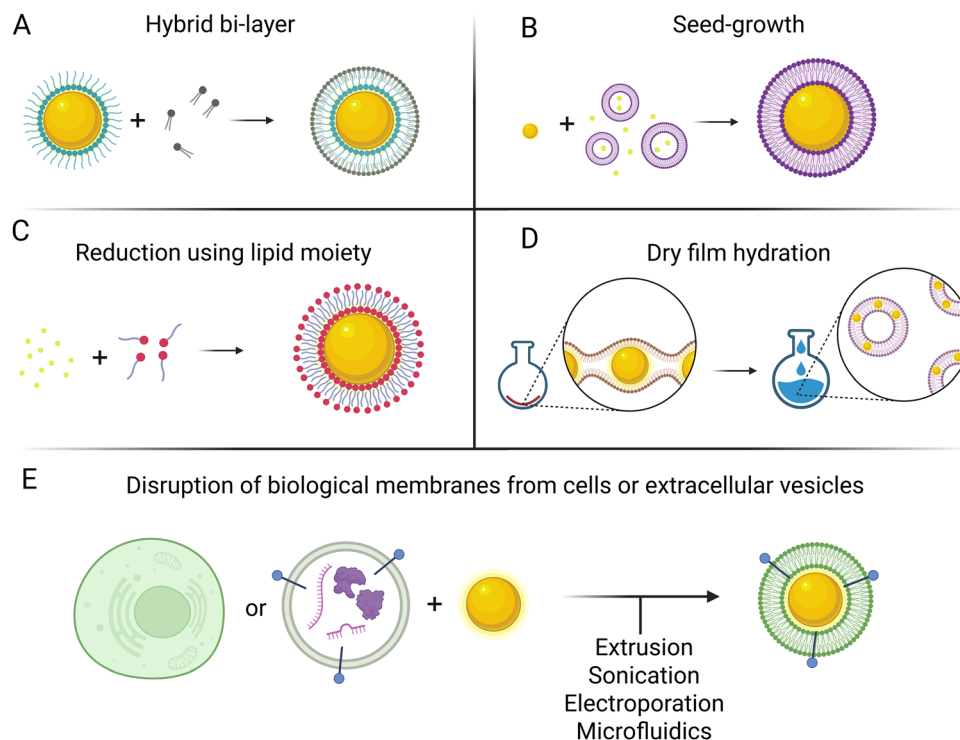 A
Hybrid bi-layer
+
B
Seed-growth
+
C
Reduction using lipid moiety
+
D
Dry film hydration
E
Disruption of biological membranes from cells or extracellular vesicles
or
+
Extrusion
Sonication
Electroporation
Microfluidics